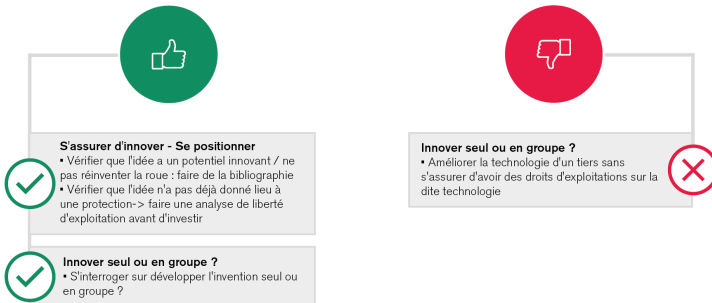 S'assurer d'innover - Se positionner
• Vérifier que l'idée a un potentiel innovant / ne
pas réinventer la roue : faire de la bibliographie
• Vérifier que l'idée n'a pas déjà donné lieu à
une protection-> faire une analyse de liberté
d'exploitation avant d'investir
Innover seul ou en groupe ?
• S'interroger sur développer l'invention seul ou
en groupe ?
Innover seul ou en groupe ?
• Améliorer la technologie d'un tiers sans
s'assurer d'avoir des droits d'exploitations sur la
dite technologie